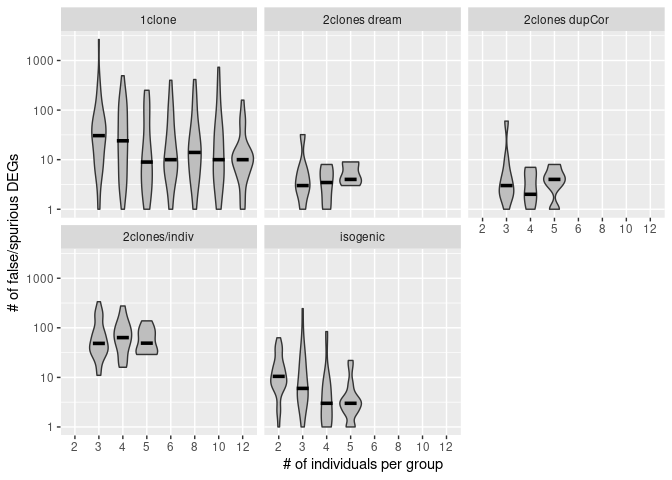 1clone
2clones dream
2clones dupCor
# of false/spurious DEGs
1000
100
10
1
2 3 4 5 6 8 10 12
2clones/indiv
isogenic
1000
100
10
1
2 3 4 5 6 8 10 12
2 3 4 5 6 8 10 12
# of individuals per group